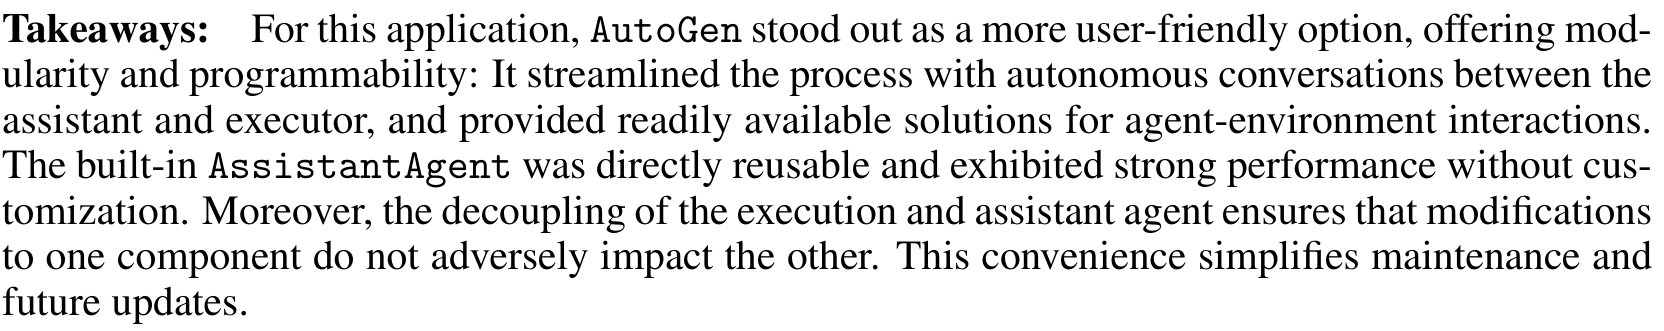 Takeaways: For this application, AutoGen stood out as a more user-friendly option, offering mod-
ularity and programmability: It streamlined the process with autonomous conversations between the
assistant and executor, and provided readily available solutions for agent-environment interactions.
The built-in AssistantAgent was directly reusable and exhibited strong performance without cus-
tomization. Moreover, the decoupling of the execution and assistant agent ensures that modifications
to one component do not adversely impact the other. This convenience simplifies maintenance and
future updates.